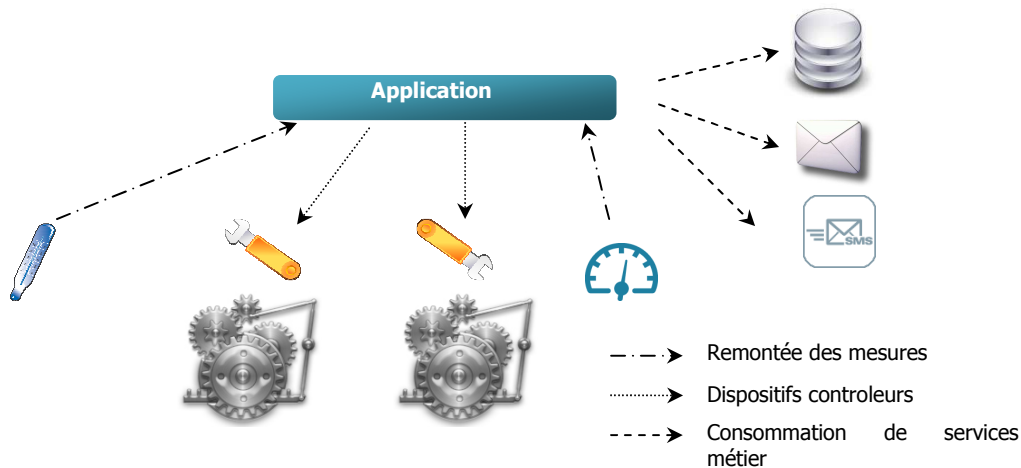 Application
SMS
Remontée des mesures
Dispositifs controleurs
Consommation de services
métier